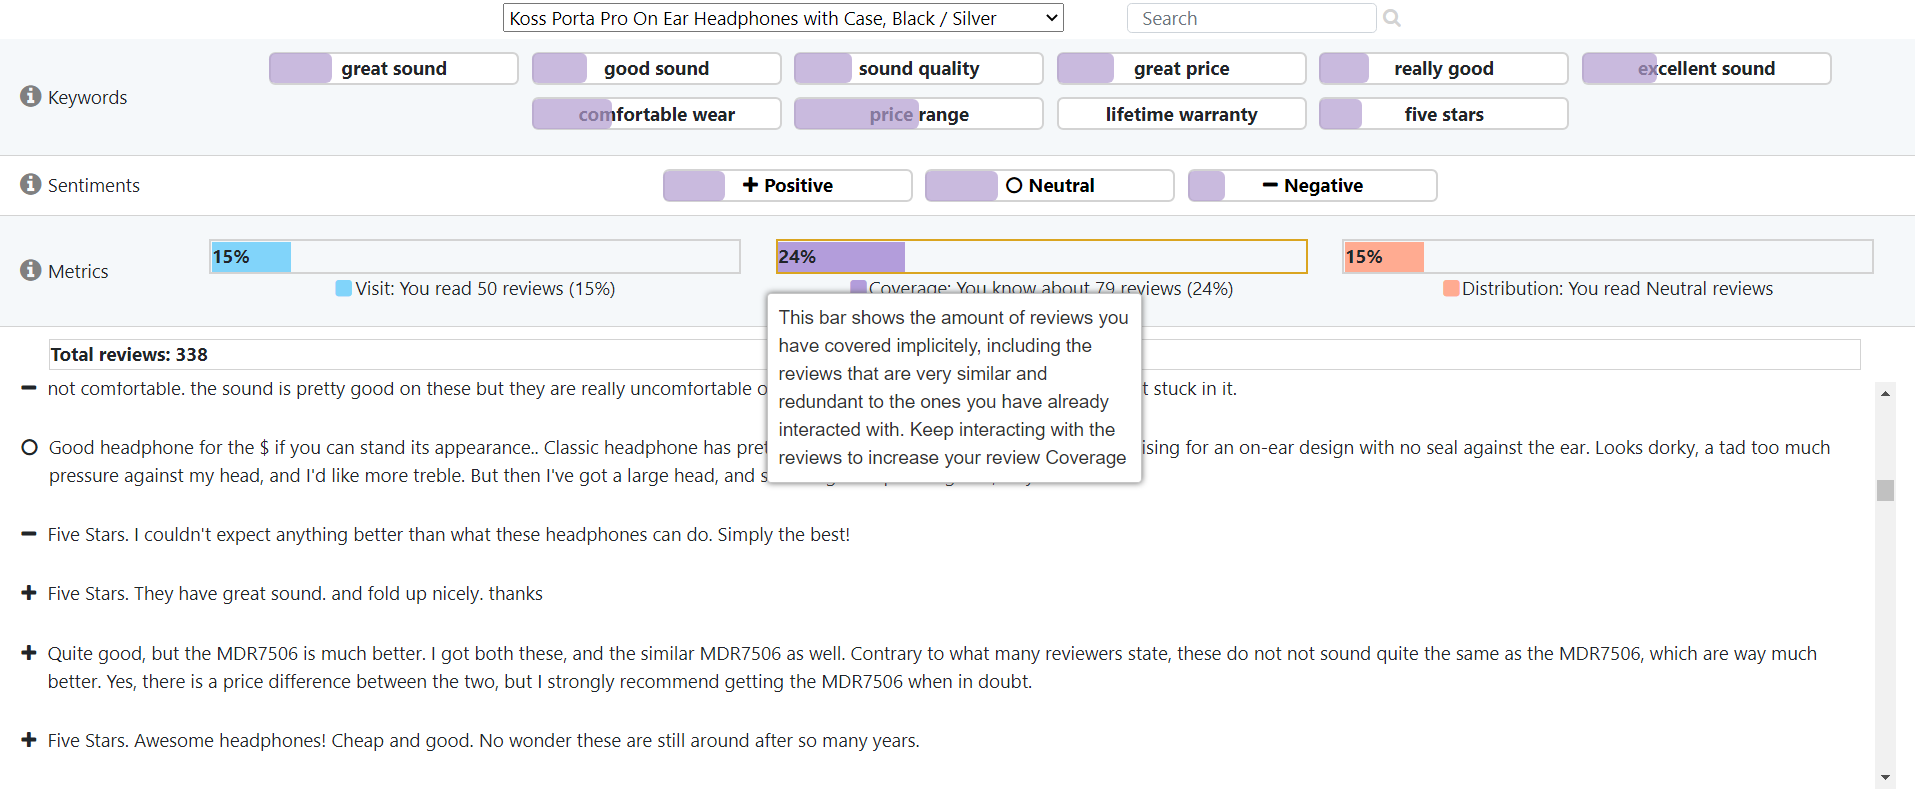 Koss Porta Pro On Ear Headphones with Case, Black / Silver
Search
Keywords
great sound
good sound
sound quality
great price
really good
excellent sound
comfortable wear
price range
lifetime warranty
five stars
Sentiments
Positive
Neutral
Negative
Metrics
15%
24%
15%
Visit: You read 50 reviews (15%)
Coverage: You know about 79 reviews (24%)
Distribution: You read Neutral reviews
This bar shows the amount of reviews you
have covered implicitely, including the
reviews that are very similar and
redundant to the ones you have already
interacted with. Keep interacting with the
reviews to increase your review Coverage
Total reviews: 338
not comfortable. the sound is pretty good on these but they are really uncomfortable t stuck in it.
Good headphone for the $ if you can stand its appearance.. Classic headphone has ising for an on-ear design with no seal against the ear. Looks dorky, a tad too much
pressure against my head, and I'd like more treble. But then I've got a large head, and
Five Stars. I couldn't expect anything better than what these headphones can do. Simply the best!
Five Stars. They have great sound. and fold up nicely. thanks
Quite good, but the MDR7506 is much better. I got both these, and the similar MDR7506 as well. Contrary to what many reviewers state, these do not not sound quite the same as the MDR7506, which are way much
better. Yes, there is a price difference between the two, but I strongly recommend getting the MDR7506 when in doubt.
Five Stars. Awesome headphones! Cheap and good. No wonder these are still around after so many years.